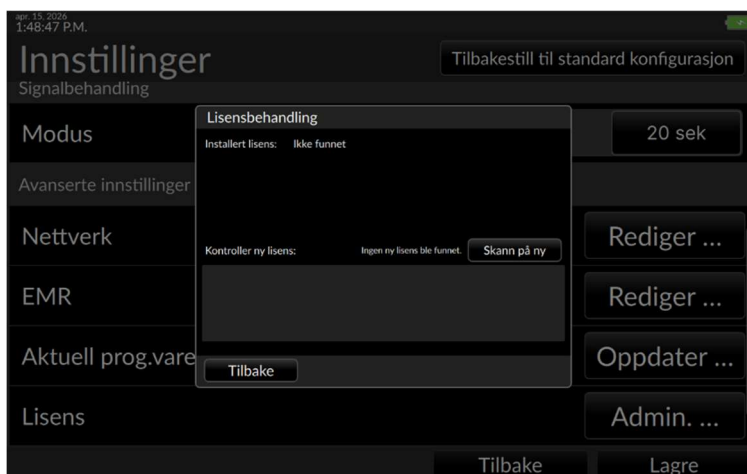 apr. 15, 2026
1:48:47 P.M.
Innstillinger
Tilbakestill til standard konfigurasjon
Signalbehandling
Modus
20 sek
Avanserte innstillinger
Nettverk
Rediger ...
EMR
Rediger ...
Aktuell prog.vare
Oppdater ...
Lisens
Admin. ...
Tilbake
Lagre
Lisensbehandling
Installert lisens: Ikke funnet
Kontroller ny lisens: Ingen ny lisens ble funnet. Skann på ny
Tilbake